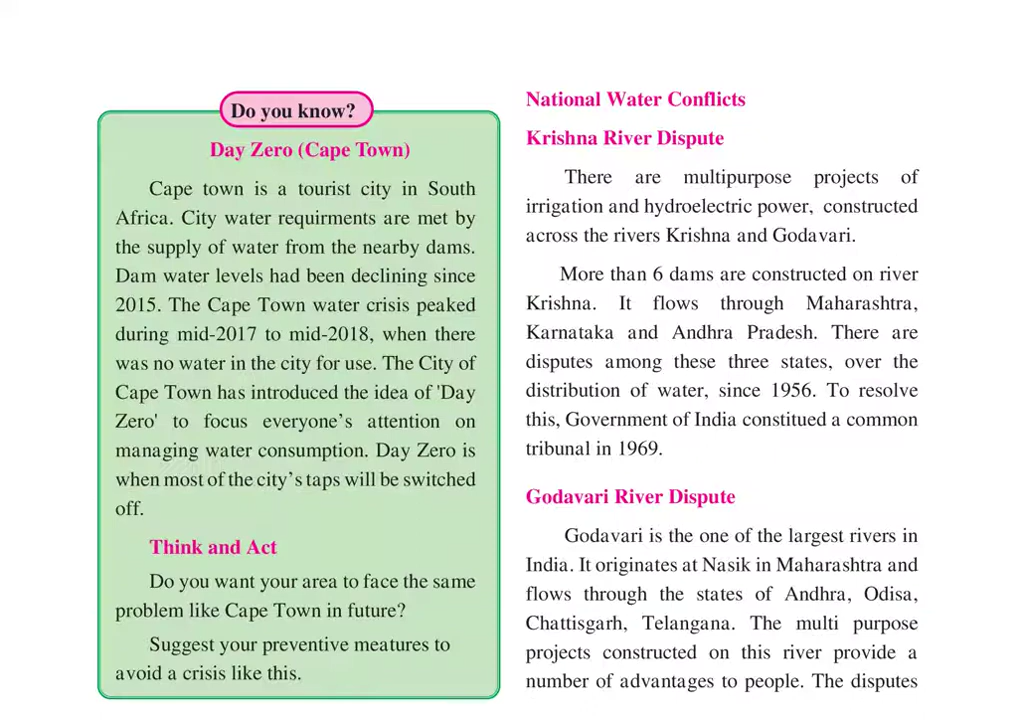 Do you know?
Day Zero (Cape Town)
Cape town is a tourist city in South
Africa. City water requirments are met by
the supply of water from the nearby dams.
Dam water levels had been declining since
2015. The Cape Town water crisis peaked
during mid-2017 to mid-2018, when there
was no water in the city for use. The City of
Cape Town has introduced the idea of 'Day
Zero' to focus everyone’s attention on
managing water consumption. Day Zero is
when most of the city’s taps will be switched
off.
Think and Act
Do you want your area to face the same
problem like Cape Town in future?
Suggest your preventive meatures to
avoid a crisis like this.
National Water Conflicts
Krishna River Dispute
There are multipurpose projects of
irrigation and hydroelectric power, constructed
across the rivers Krishna and Godavari.
More than 6 dams are constructed on river
Krishna. It flows through Maharashtra,
Karnataka and Andhra Pradesh. There are
disputes among these three states, over the
distribution of water, since 1956. To resolve
this, Government of India constitued a common
tribunal in 1969.
Godavari River Dispute
Godavari is the one of the largest rivers in
India. It originates at Nasik in Maharashtra and
flows through the states of Andhra, Odisa,
Chattisgarh, Telangana. The multi purpose
projects constructed on this river provide a
number of advantages to people. The disputes